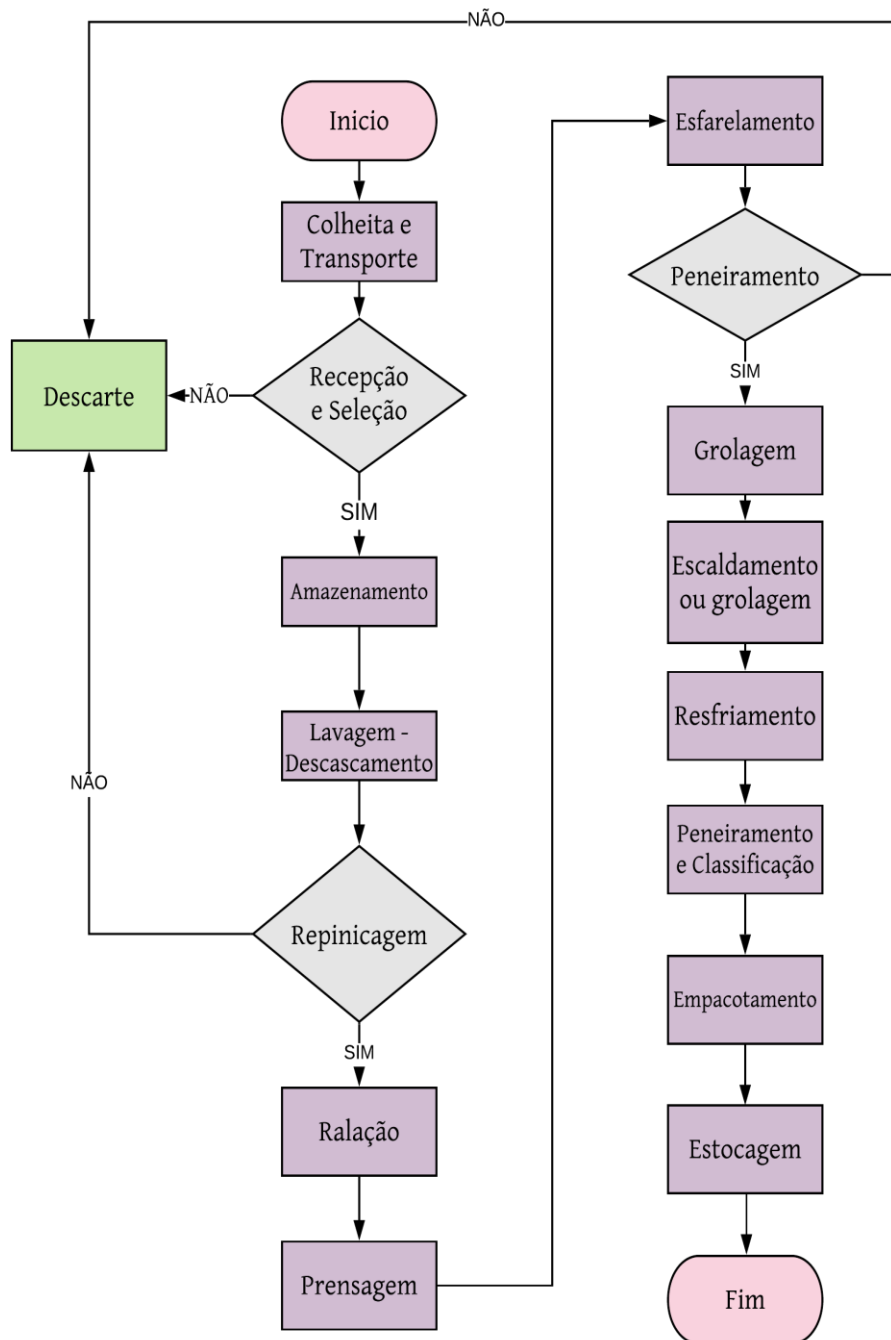 NÃO
Inicio
Colheita e
Transporte
Recepção
e Seleção
NÃO
Descarte
SIM
Amazenamento
Lavagem -
Descascamento
NÃO
Repinicagem
SIM
Ralação
Prensagem
Esfarelamento
Peneiramento
SIM
Grolagem
Escaldamento
ou grolagem
Resfriamento
Peneiramento
e Classificação
Empacotamento
Estocagem
Fim